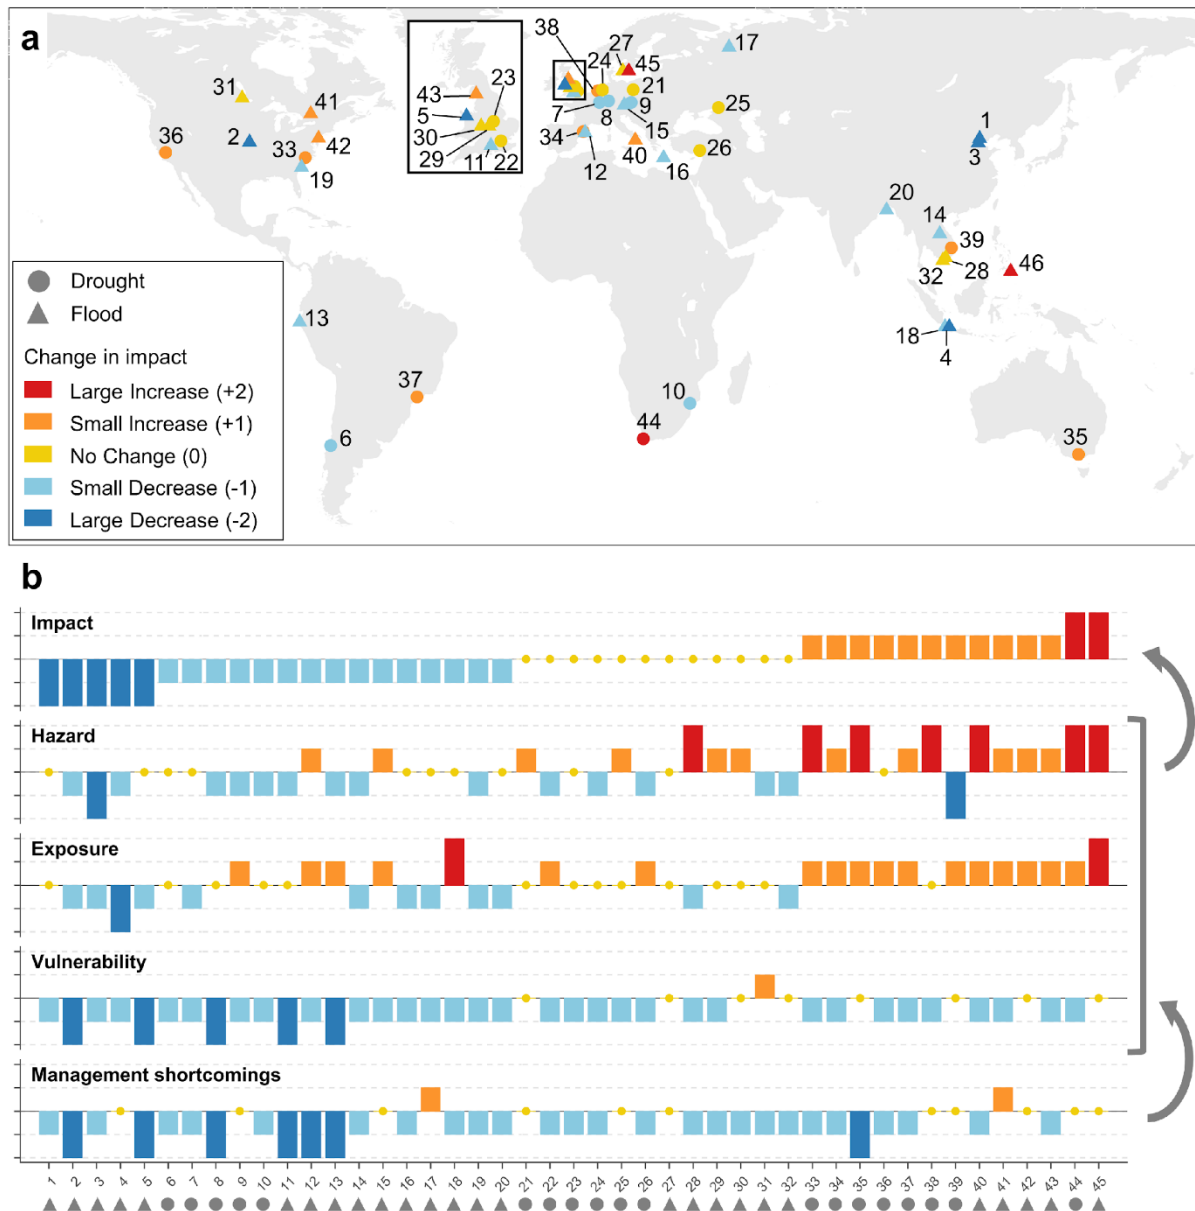 a
38
27
17
24
45
31
43
23
21
41
5
7
9
25
1
36
2
30
8
15
33
42
34
26
3
29
40
11
22
12
16
19
20
14
39
46
32
28
Drought
Flood
13
18
4
Change in impact
37
10
Large Increase (+2)
Small Increase (+1)
44
35
6
No Change (0)
Small Decrease (-1)
Large Decrease (-2)
b
Impact
Hazard
Exposure
Vulnerability
Management shortcomings
1 2 3 4 5 6 7 8 9 10 11 12 13 14 15 16 17 18 19 20 21 22 23 24 25 26 27 28 29 30 31 32 33 34 35 36 37 38 39 40 41 42 43 44 45